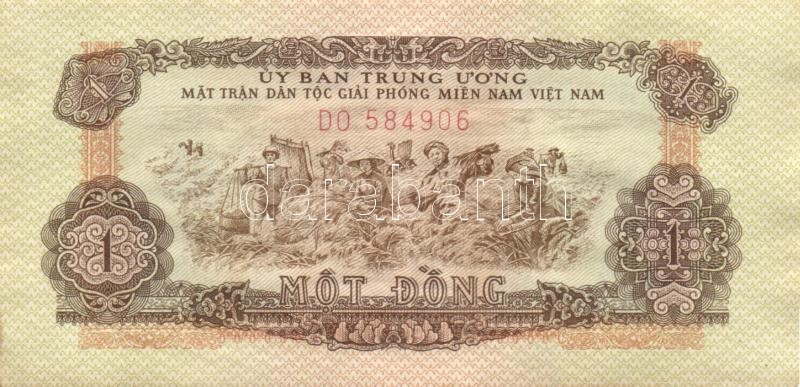 1
ỦY BAN TRUNG ƯƠNG
MẶT TRẬN DÂN TỘC GIẢI PHÓNG MIỀN NAM VIỆT NAM
DO 584906
darabanth
1 1
MỘT ĐỒNG